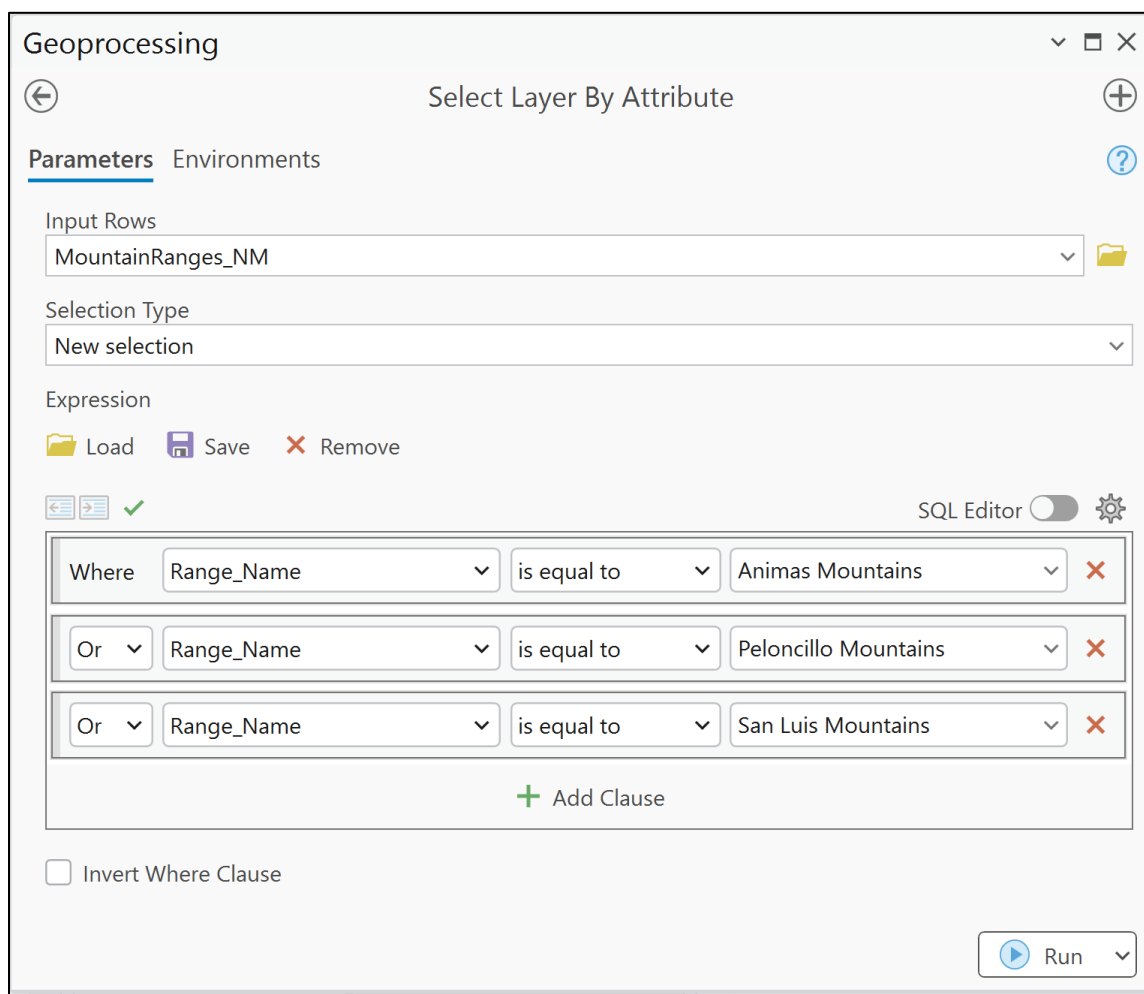 Geoprocessing
Select Layer By Attribute
Parameters Environments
?
Input Rows
MountainRanges_NM
Selection Type
New selection
Expression
Load Save Remove
SQL Editor
Where Range_Name is equal to Animas Mountains
Or Range_Name is equal to Peloncillo Mountains
Or Range_Name is equal to San Luis Mountains
Add Clause
Invert Where Clause
Run